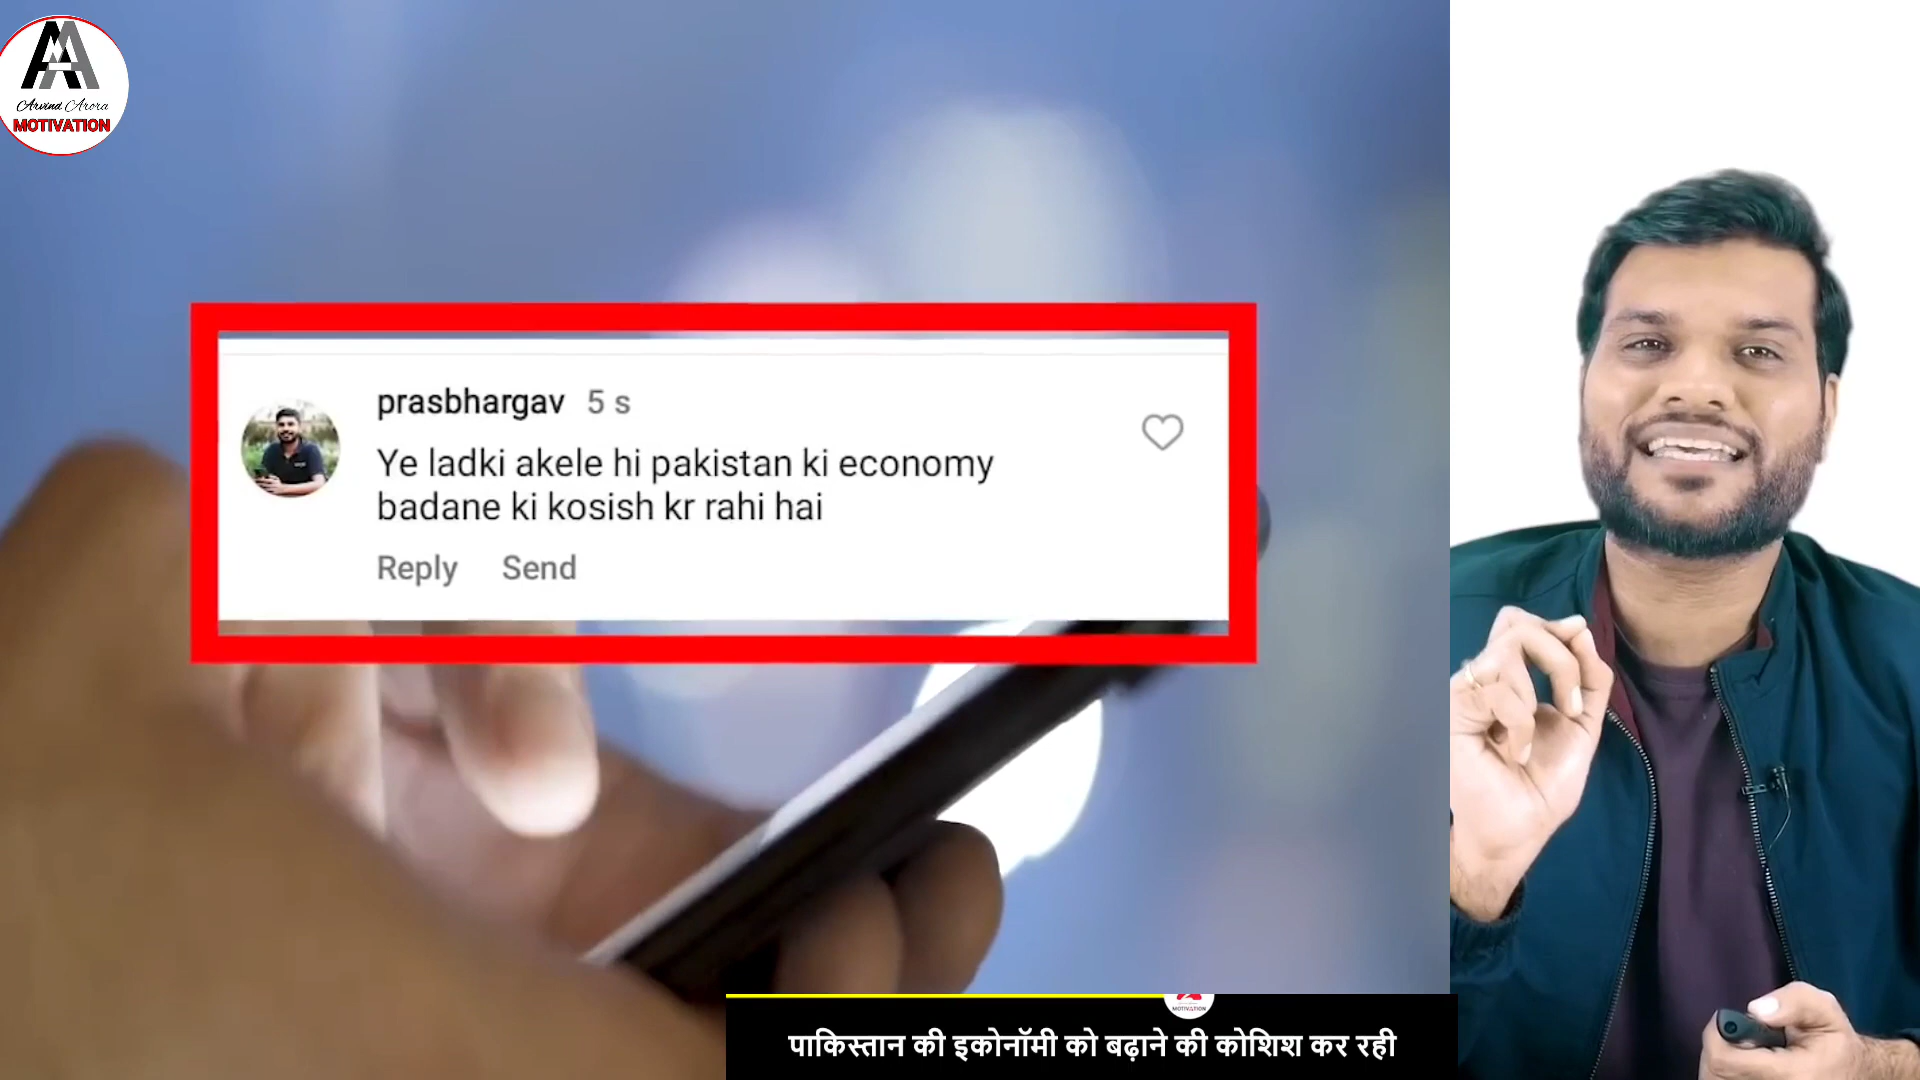 Arvind Arora
MOTIVATION
prasbhargav 5 s
Ye ladki akele hi pakistan ki economy
badane ki kosish kr rahi hai
Reply Send
MOTIVATION
पाकिस्तान की इकोनॉमी को बढ़ाने की कोशिश कर रही